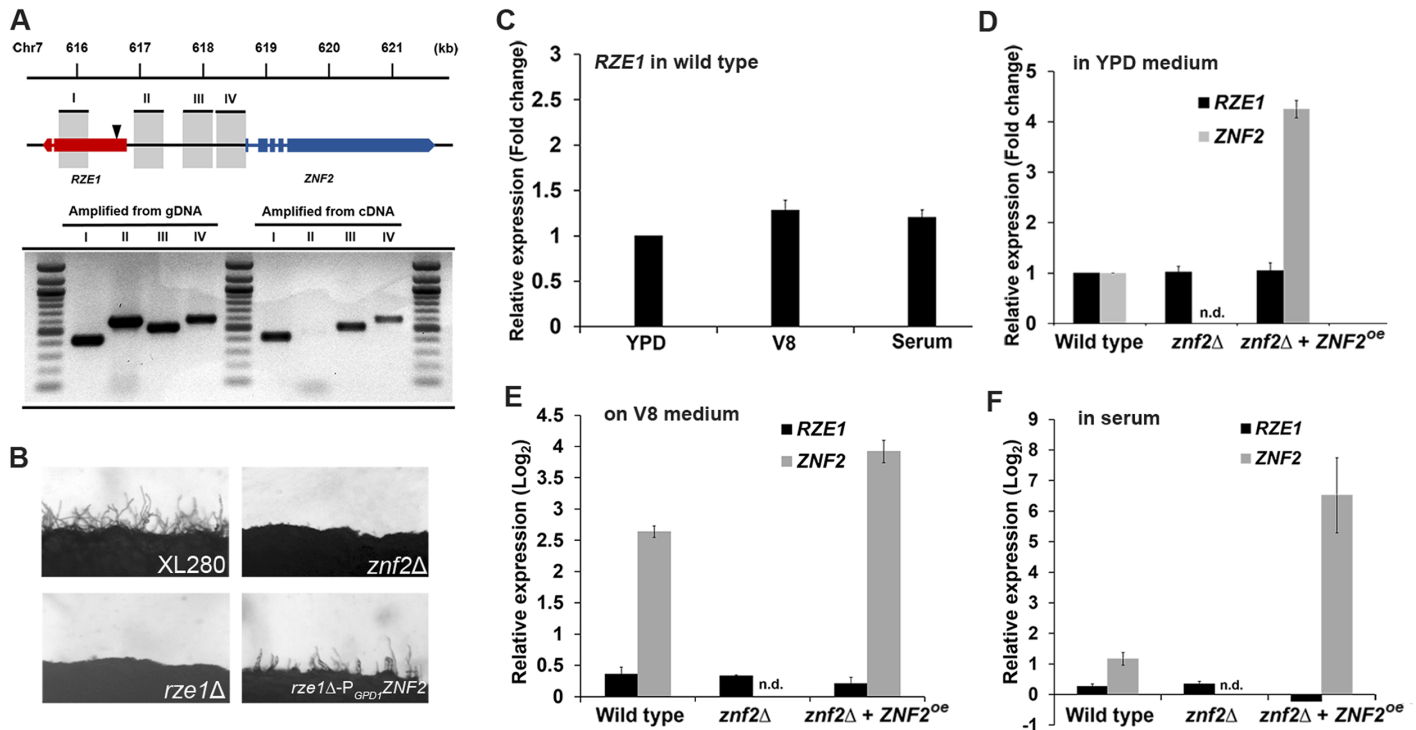 A
Chr7 616 617 618 619 620 621 (kb)
I II III IV
RZE1 ZNF2
Amplified from gDNA Amplified from cDNA
I II III IV I II III IV
B
XL280
znf2Δ
rze1Δ
rze1Δ-PGPD1ZNF2
C
RZE1 in wild type
Relative expression (Fold change)
3
2.5
2
1.5
1
0.5
0
YPD V8 Serum
D
in YPD medium
Relative expression (Fold change)
RZE1
ZNF2
5
4
3
2
1
0
n.d.
Wild type znf2Δ znf2Δ + ZNF2oe
E
on V8 medium
Relative expression (Log2)
RZE1
ZNF2
4.5
4
3.5
3
2.5
2
1.5
1
0.5
0
n.d.
Wild type znf2Δ znf2Δ + ZNF2oe
F
in serum
Relative expression (Log2)
RZE1
ZNF2
9
8
7
6
5
4
3
2
1
0
-1
n.d.
Wild type znf2Δ znf2Δ + ZNF2oe